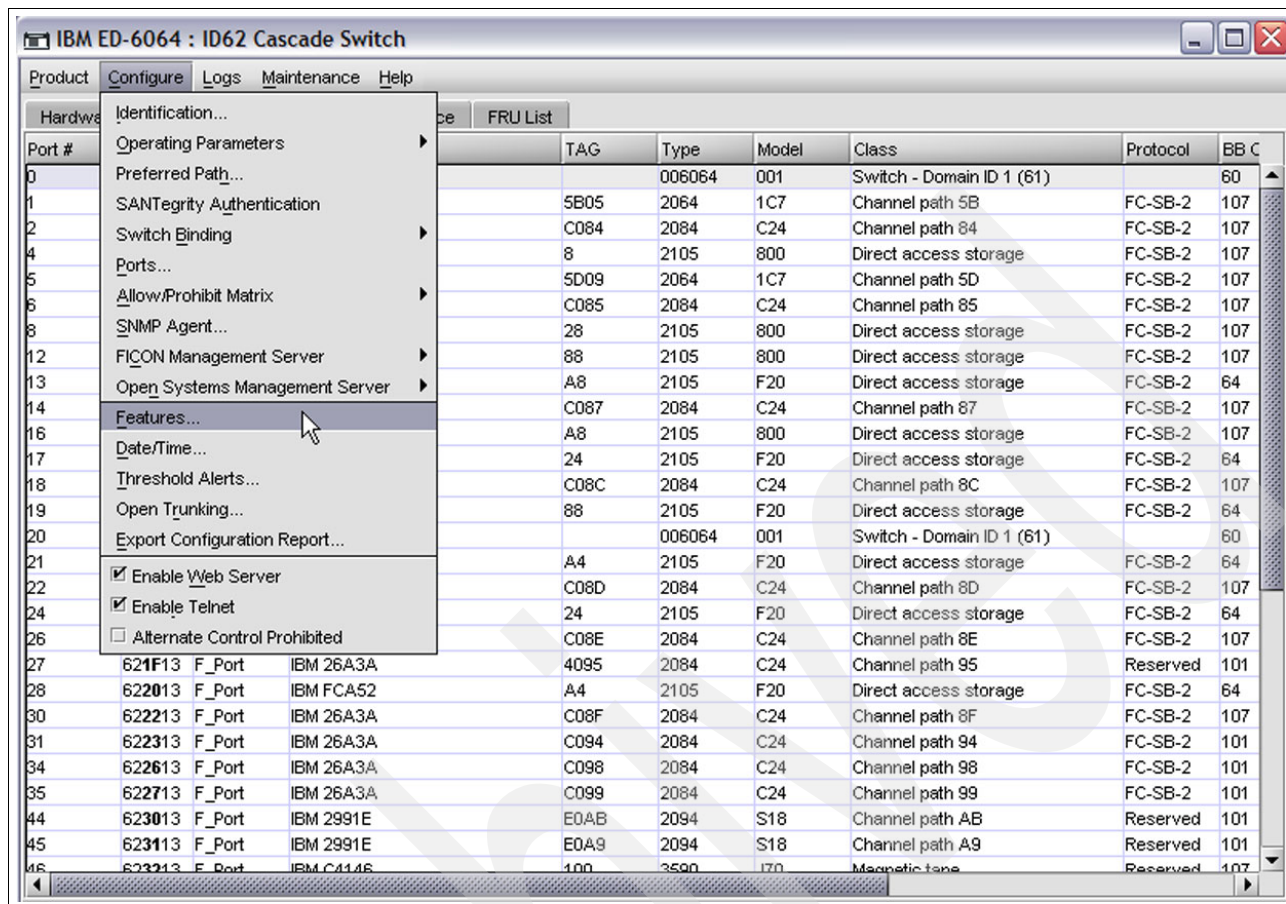 IBM ED-6064 : ID62 Cascade Switch
Product Configure Logs Maintenance Help
Hardwa ce FRU List
Identification...
Operating Parameters
Preferred Path...
SANTegrity Authentication
Switch Binding
Ports...
Allow/Prohibit Matrix
SNMP Agent...
FICON Management Server
Open Systems Management Server
Features...
Date/Time...
Threshold Alerts...
Open Trunking...
Export Configuration Report...
Enable Web Server
Enable Telnet
Alternate Control Prohibited
Port # TAG Type Model Class Protocol BB C
0 006064 001 Switch - Domain ID 1 (61) 60
1 5B05 2064 1C7 Channel path 5B FC-SB-2 107
2 C084 2084 C24 Channel path 84 FC-SB-2 107
4 8 2105 800 Direct access storage FC-SB-2 107
5 5D09 2064 1C7 Channel path 5D FC-SB-2 107
6 C085 2084 C24 Channel path 85 FC-SB-2 107
8 28 2105 800 Direct access storage FC-SB-2 107
12 88 2105 800 Direct access storage FC-SB-2 107
13 A8 2105 F20 Direct access storage FC-SB-2 64
14 C087 2084 C24 Channel path 87 FC-SB-2 107
16 A8 2105 800 Direct access storage FC-SB-2 107
17 24 2105 F20 Direct access storage FC-SB-2 64
18 C08C 2084 C24 Channel path 8C FC-SB-2 107
19 88 2105 F20 Direct access storage FC-SB-2 64
20 006064 001 Switch - Domain ID 1 (61) 60
21 A4 2105 F20 Direct access storage FC-SB-2 64
22 C08D 2084 C24 Channel path 8D FC-SB-2 107
24 24 2105 F20 Direct access storage FC-SB-2 64
26 C08E 2084 C24 Channel path 8E FC-SB-2 107
27 621F13 F_Port IBM 26A3A 4095 2084 C24 Channel path 95 Reserved 101
28 622013 F_Port IBM FCA52 A4 2105 F20 Direct access storage FC-SB-2 64
30 622213 F_Port IBM 26A3A C08F 2084 C24 Channel path 8F FC-SB-2 107
31 622313 F_Port IBM 26A3A C094 2084 C24 Channel path 94 FC-SB-2 101
34 622613 F_Port IBM 26A3A C098 2084 C24 Channel path 98 FC-SB-2 101
35 622713 F_Port IBM 26A3A C099 2084 C24 Channel path 99 FC-SB-2 101
44 623013 F_Port IBM 2991E E0AB 2094 S18 Channel path AB Reserved 101
45 623113 F_Port IBM 2991E E0A9 2094 S18 Channel path A9 Reserved 101
46 623213 F_Port IBM C4146 100 3590 I70 Magnetic tape Reserved 107